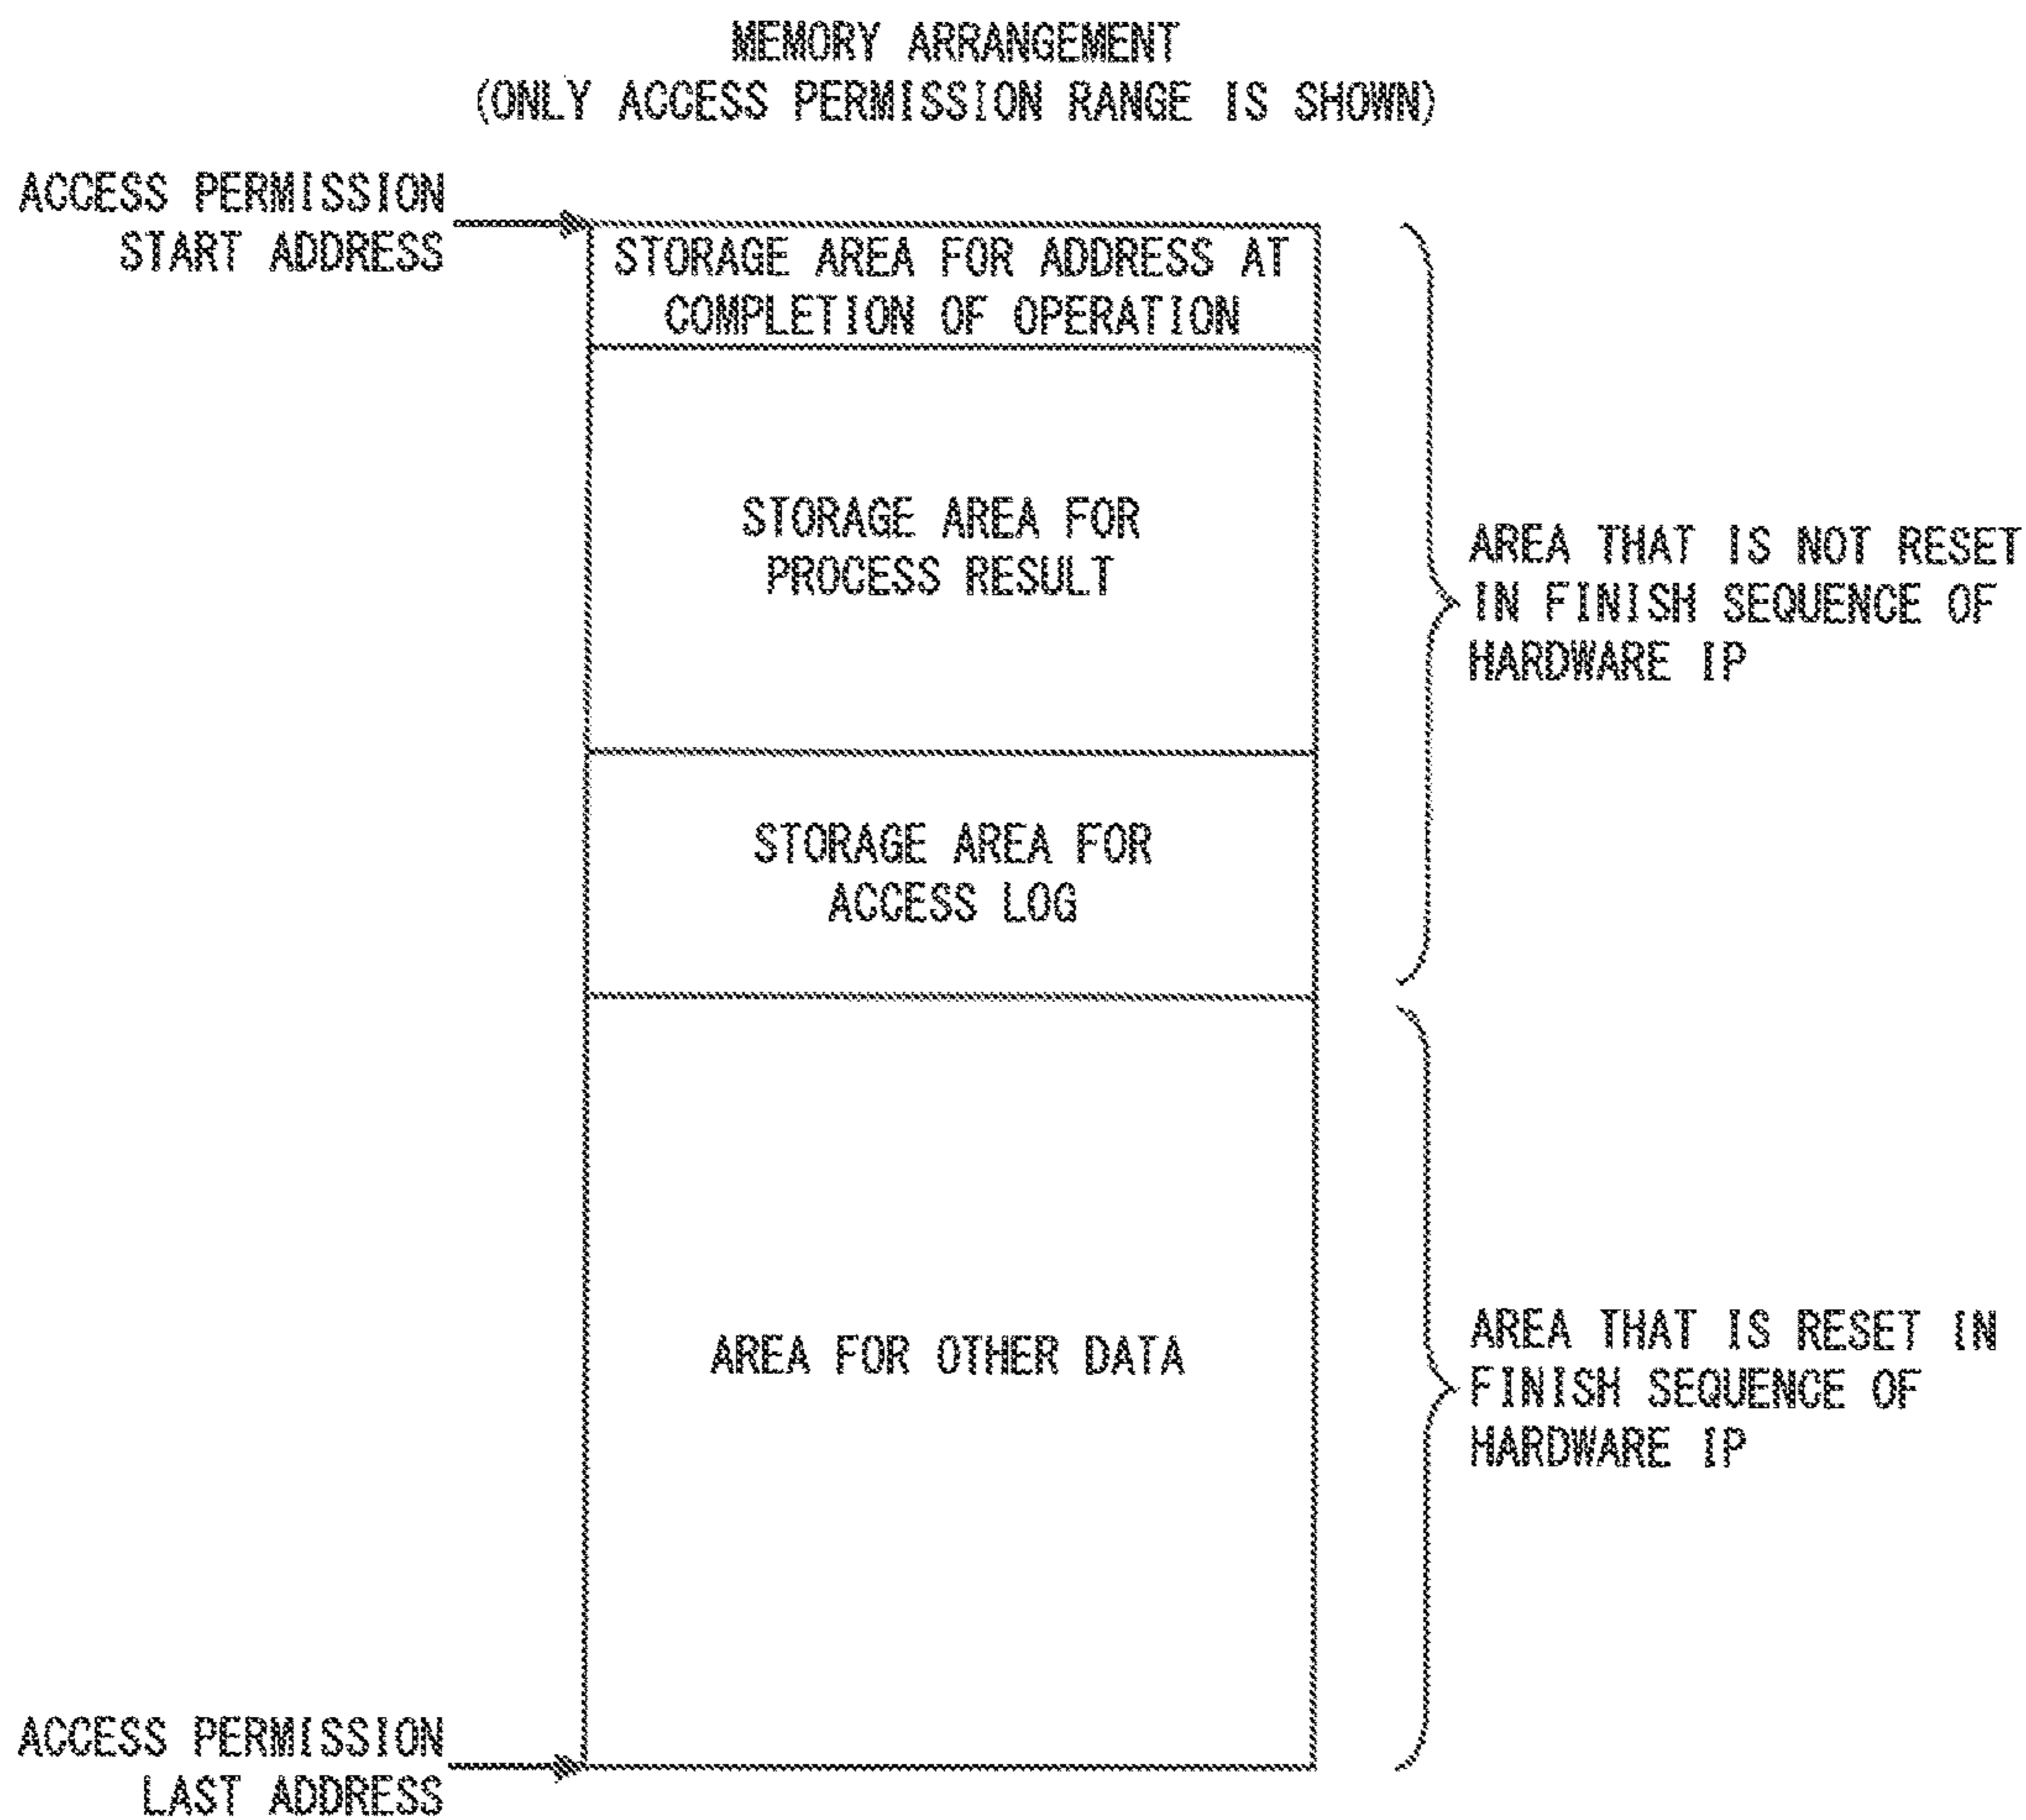 MEMORY ARRANGEMENT
(ONLY ACCESS PERMISSION RANGE IS SHOWN)
ACCESS PERMISSION
START ADDRESS
STORAGE AREA FOR ADDRESS AT
COMPLETION OF OPERATION
STORAGE AREA FOR
PROCESS RESULT
AREA THAT IS NOT RESET
IN FINISH SEQUENCE OF
HARDWARE IP
STORAGE AREA FOR
ACCESS LOG
AREA FOR OTHER DATA
AREA THAT IS RESET IN
FINISH SEQUENCE OF
HARDWARE IP
ACCESS PERMISSION
LAST ADDRESS